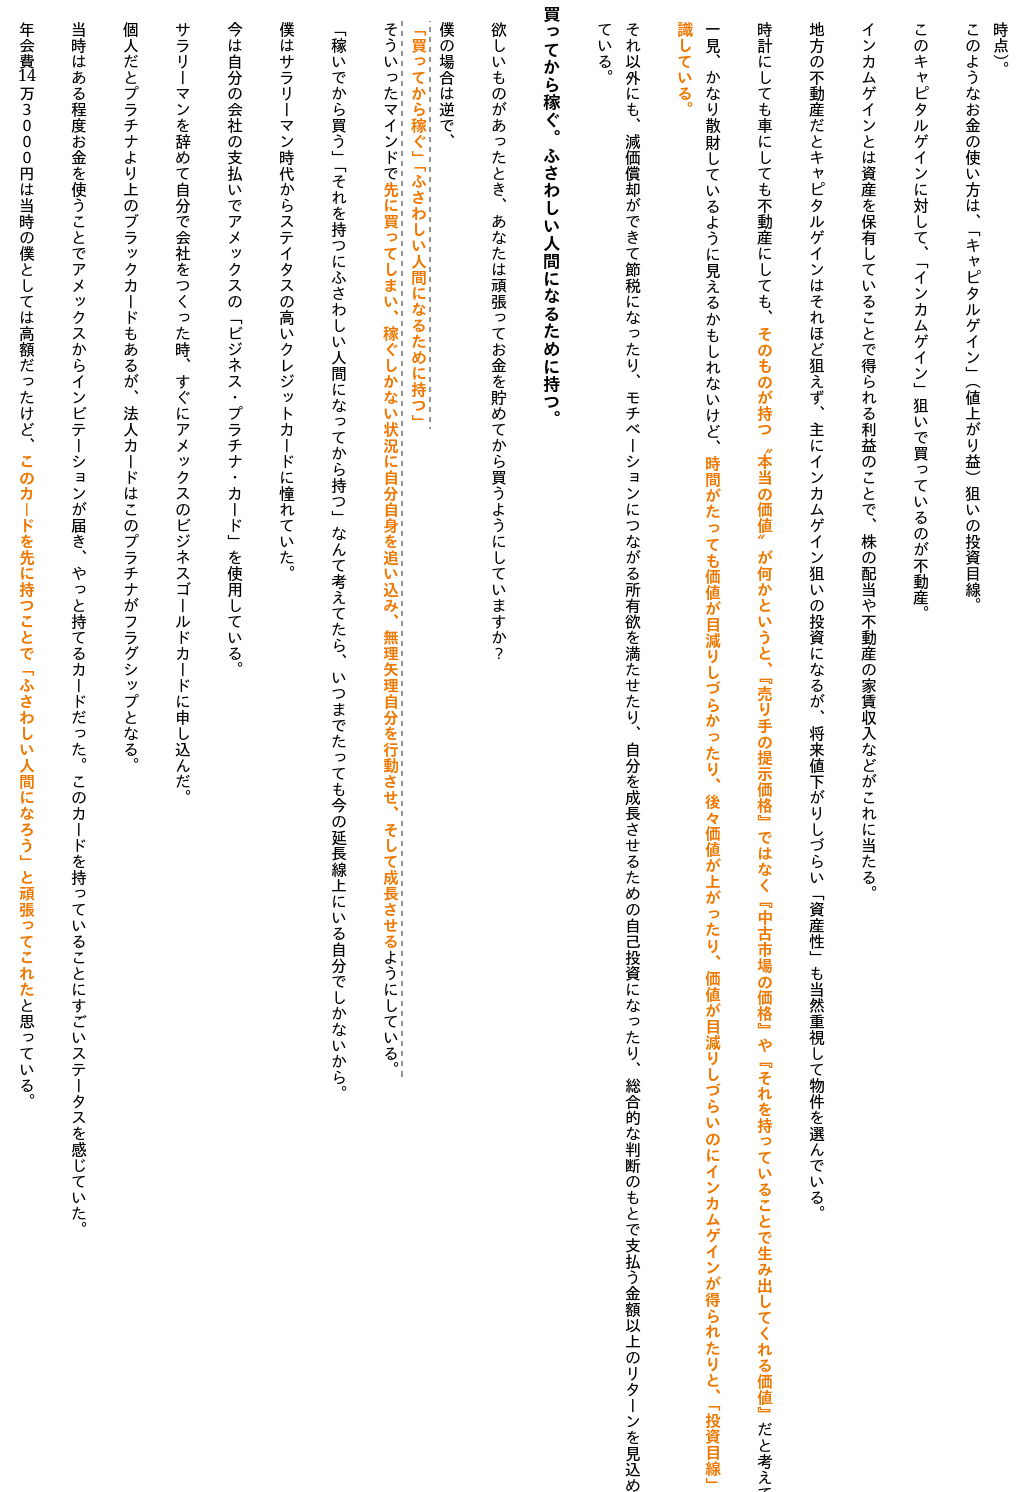 時点）。
このようなお金の使い方は、「キャピタルゲイン」（値上がり益）狙いの投資目線。
このキャピタルゲインに対して、「インカムゲイン」狙いで買っているのが不動産。
インカムゲインとは資産を保有していることで得られる利益のことで、株の配当や不動産の家賃収入などがこれに当たる。
地方の不動産だとキャピタルゲインはそれほど狙えず、主にインカムゲイン狙いの投資になるが、将来値下がりしづらい「資産性」も当然重視して物件を選んでいる。
時計にしても車にしても不動産にしても、そのものが持つ〝本当の価値〟が何かというと、『売り手の提示価格』ではなく『中古市場の価格』や『それを持っていることで生み出してくれる価値』だと考えて
一見、かなり散財しているように見えるかもしれないけど、時間がたっても価値が目減りしづらかったり、後々価値が上がったり、価値が目減りしづらいのにインカムゲインが得られたりと、「投資目線」
識している。
それ以外にも、減価償却ができて節税になったり、モチベーションにつながる所有欲を満たせたり、自分を成長させるための自己投資になったり、総合的な判断のもとで支払う金額以上のリターンを見込め
ている。
買ってから稼ぐ。ふさわしい人間になるために持つ。
欲しいものがあったとき、あなたは頑張ってお金を貯めてから買うようにしていますか？
僕の場合は逆で、
「買ってから稼ぐ」「ふさわしい人間になるために持つ」
そういったマインドで先に買ってしまい、稼ぐしかない状況に自分自身を追い込み、無理矢理自分を行動させ、そして成長させるようにしている。
「稼いでから買う」「それを持つにふさわしい人間になってから持つ」なんて考えてたら、いつまでたっても今の延長線上にいる自分でしかないから。
僕はサラリーマン時代からステイタスの高いクレジットカードに憧れていた。
今は自分の会社の支払いでアメックスの「ビジネス・プラチナ・カード」を使用している。
サラリーマンを辞めて自分で会社をつくった時、すぐにアメックスのビジネスゴールドカードに申し込んだ。
個人だとプラチナより上のブラックカードもあるが、法人カードはこのプラチナがフラグシップとなる。
当時はある程度お金を使うことでアメックスからインビテーションが届き、やっと持てるカードだった。このカードを持っていることにすごいステータスを感じていた。
年会費14万3000円は当時の僕としては高額だったけど、このカードを先に持つことで「ふさわしい人間になろう」と頑張ってこれたと思っている。